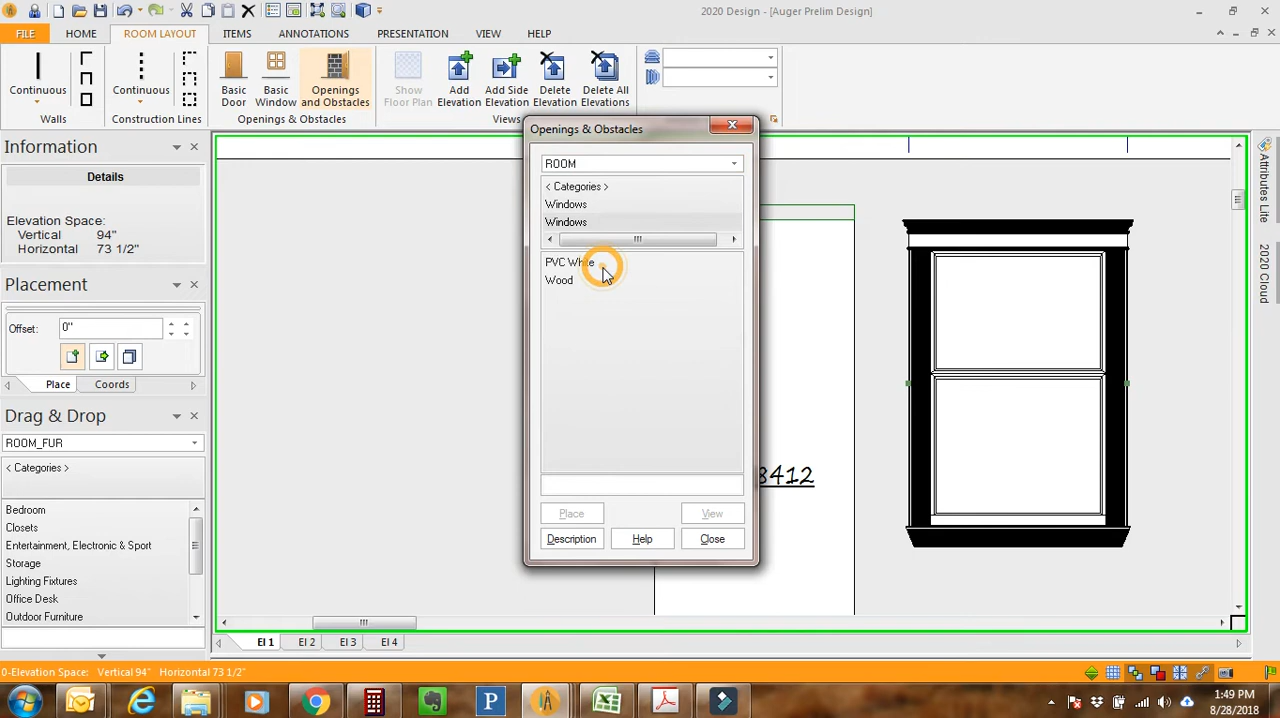 2020 Design - [Auger Prelim Design]
FILE
HOME
ROOM LAYOUT
ITEMS
ANNOTATIONS
PRESENTATION
VIEW
HELP
Continuous
Continuous
Basic Door
Basic Window
Openings and Obstacles
Show Floor Plan
Add Elevation
Add Side Elevation
Delete Elevation
Delete All Elevations
Walls
Construction Lines
Openings & Obstacles
Views
Information
Details
Elevation Space:
Vertical 94"
Horizontal 73 1/2"
Placement
Offset: 0"
Place
Coords
Drag & Drop
ROOM_FUR
< Categories >
Bedroom
Closets
Entertainment, Electronic & Sport
Storage
Lighting Fixtures
Office Desk
Outdoor Furniture
Openings & Obstacles
ROOM
< Categories >
Windows
Windows
PVC White
Wood
Place
View
Description
Help
Close
8412
Attributes Lite
El 1
El 2
El 3
El 4
0-Elevation Space: Vertical 94" Horizontal 73 1/2"
1:49 PM
8/28/2018